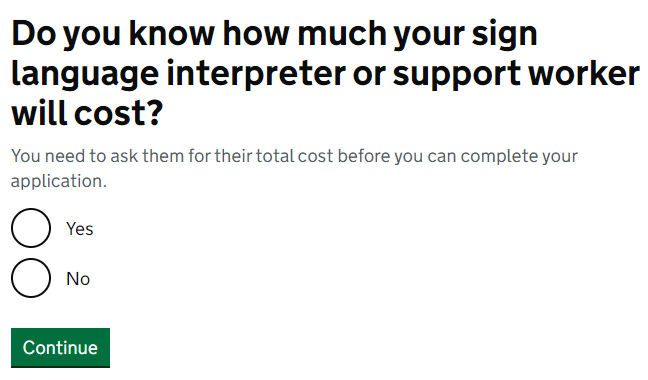 Do you know how much your sign
language interpreter or support worker
will cost?
You need to ask them for their total cost before you can complete your
application.
Yes
No
Continue